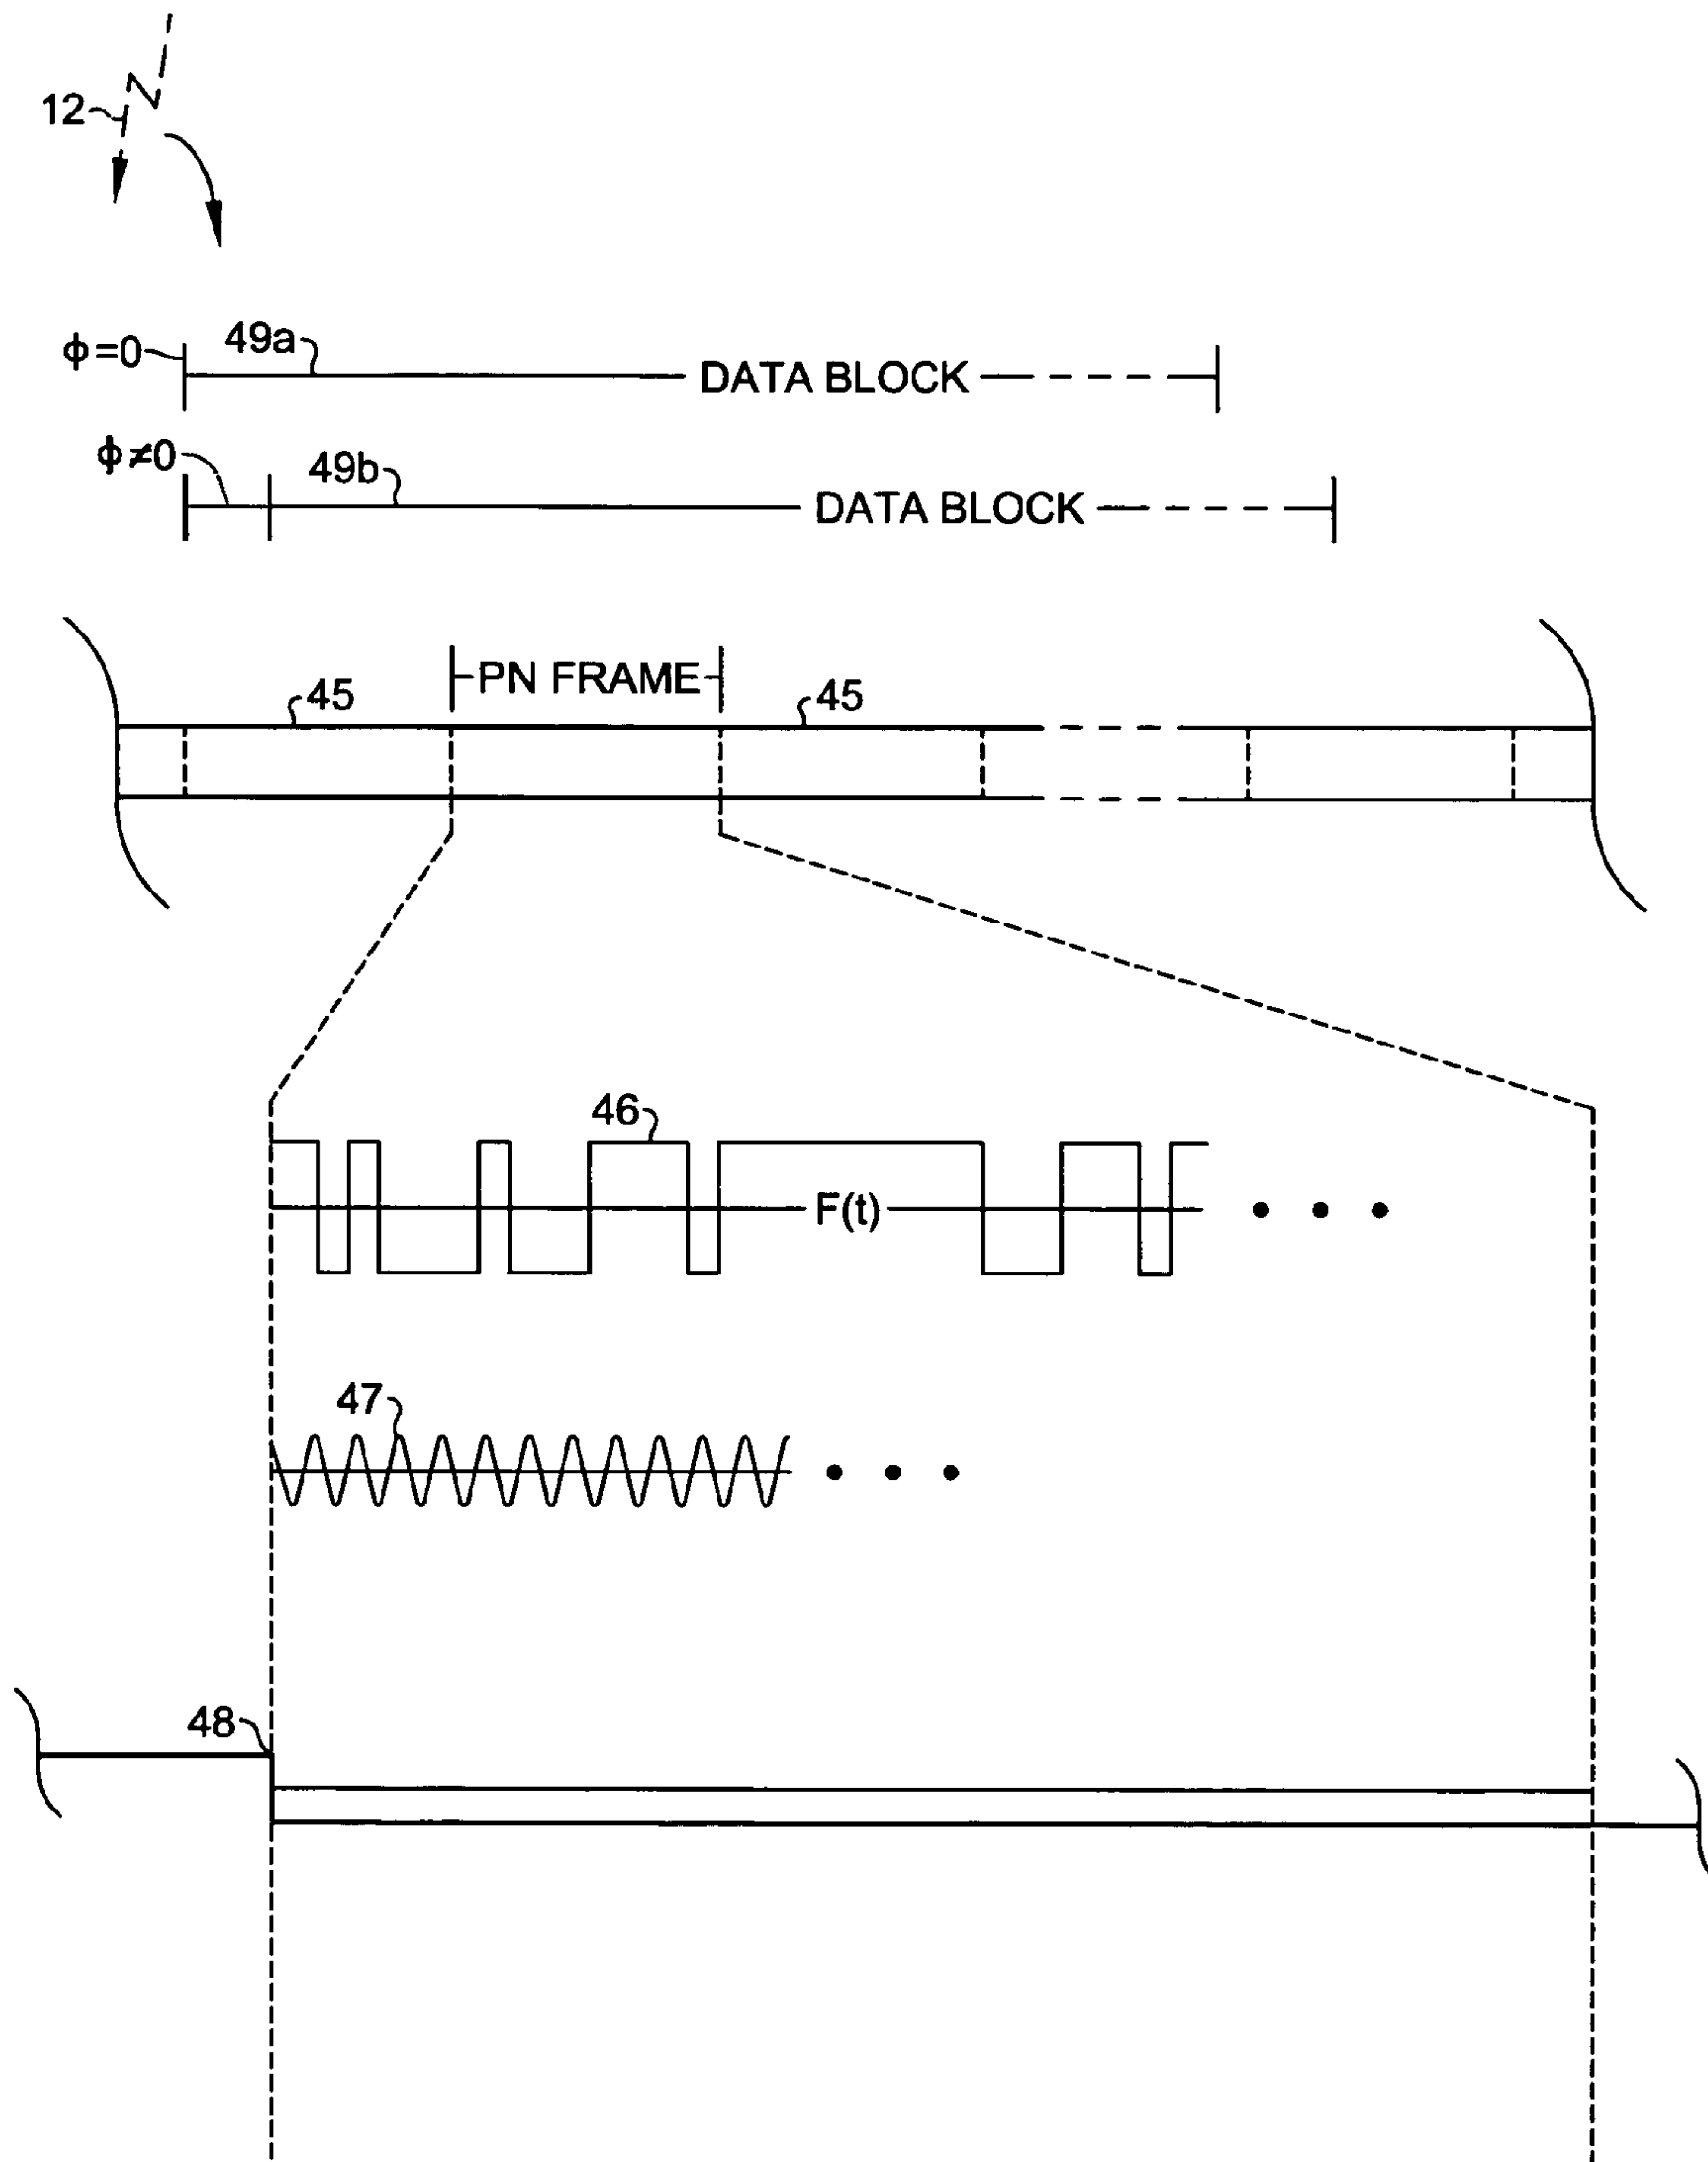 12
ϕ=0
49a
DATA BLOCK
ϕ≠0
49b
DATA BLOCK
PN FRAME
45
45
46
F(t)
47
48